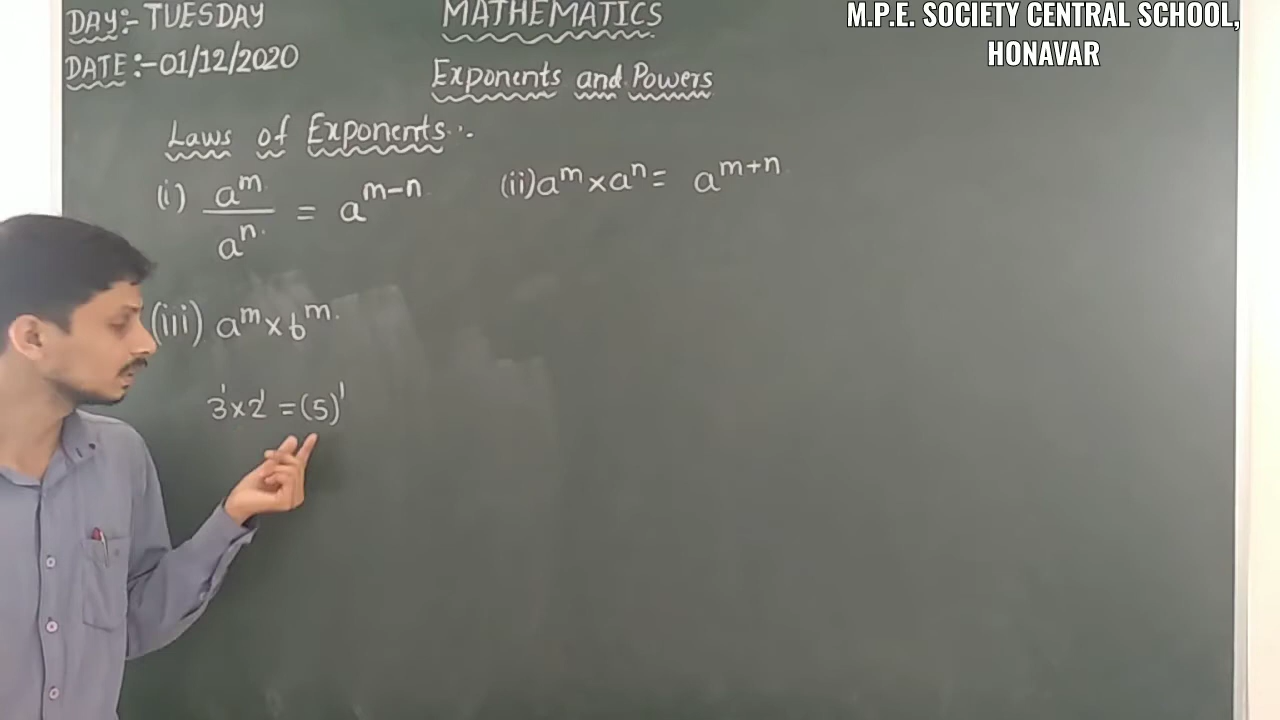 DAY:- TUESDAY
DATE:-01/12/2020
MATHEMATICS
Exponents and Powers
M.P.E. SOCIETY CENTRAL SCHOOL,
HONAVAR
Laws of Exponents:-
(i) a^m / a^n = a^(m-n)
(ii) a^m × a^n = a^(m+n)
(iii) a^m × b^m
3^1 × 2^1 = (5)^1